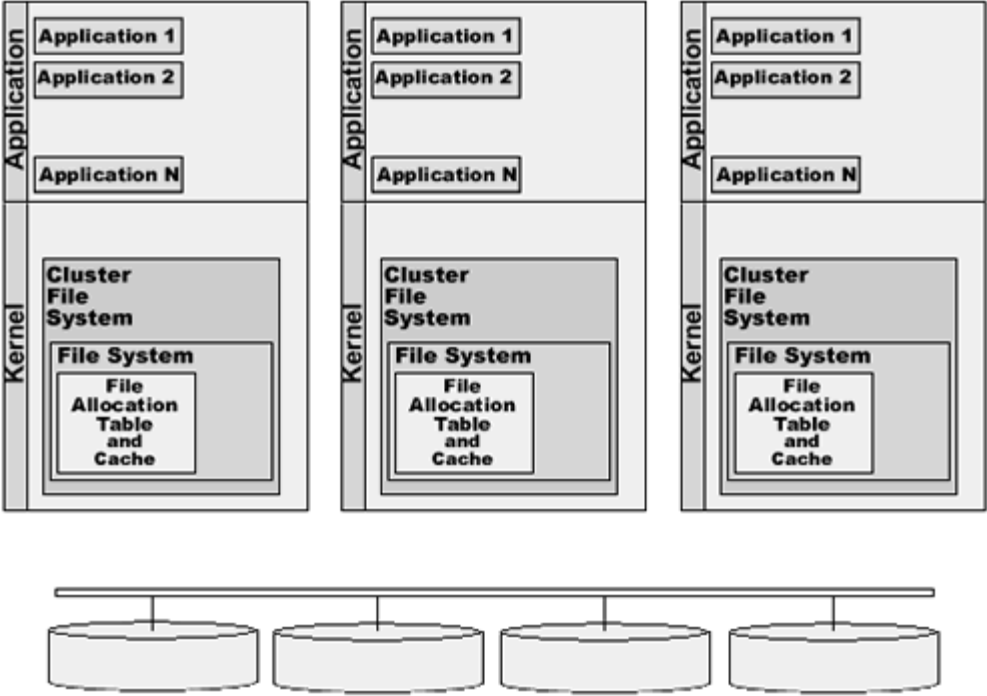 Application
Application 1
Application 2
Application N
Kernel
Cluster
File
System
File System
File
Allocation
Table
and
Cache
Application
Application 1
Application 2
Application N
Kernel
Cluster
File
System
File System
File
Allocation
Table
and
Cache
Application
Application 1
Application 2
Application N
Kernel
Cluster
File
System
File System
File
Allocation
Table
and
Cache